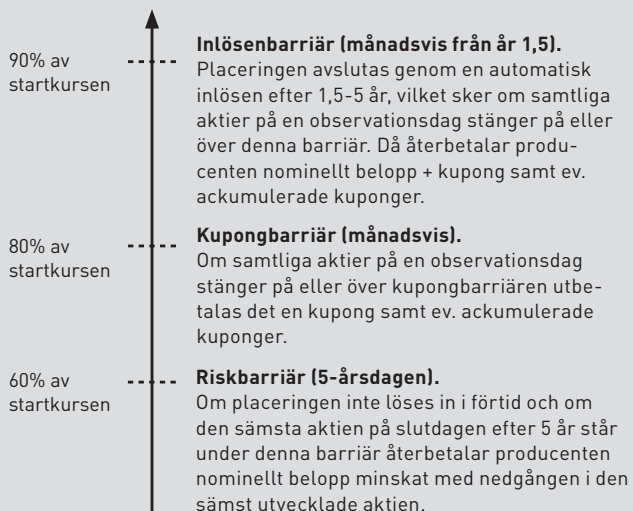 90% av
startkursen
Inlösenbarriär (månadsvis från år 1,5).
Placeringen avslutas genom en automatisk
inlösen efter 1,5-5 år, vilket sker om samtliga
aktier på en observationsdag stänger på eller
över denna barriär. Då återbetalar produ-
centen nominellt belopp + kupong samt ev.
ackumulerade kuponger.
80% av
startkursen
Kupongbarriär (månadsvis).
Om samtliga aktier på en observationsdag
stänger på eller över kupongbarriären utbe-
talas det en kupong samt ev. ackumulerade
kuponger.
60% av
startkursen
Riskbarriär (5-årsdagen).
Om placeringen inte löses in i förtid och om
den sämsta aktien på slutdagen efter 5 år står
under denna barriär återbetalar producenten
nominellt belopp minskat med nedgången i den
sämst utvecklade aktien.